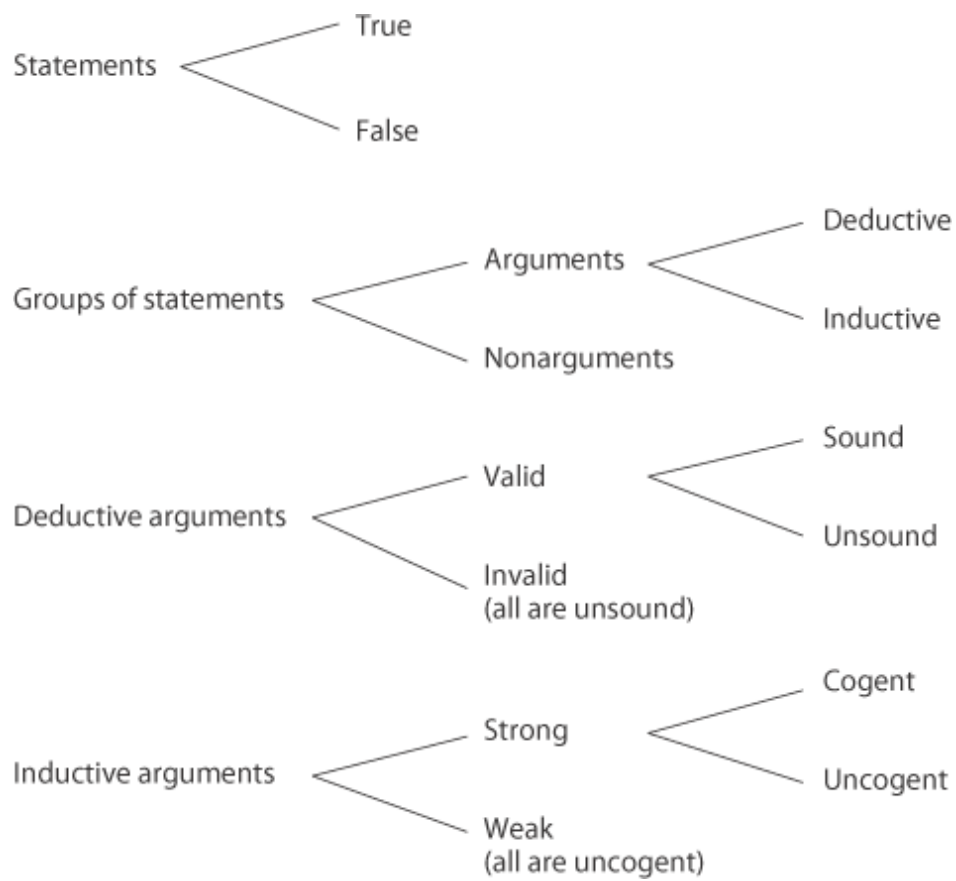 Statements
True
False
Groups of statements
Arguments
Deductive
Inductive
Nonarguments
Deductive arguments
Valid
Sound
Unsound
Invalid
(all are unsound)
Inductive arguments
Strong
Cogent
Uncogent
Weak
(all are uncogent)